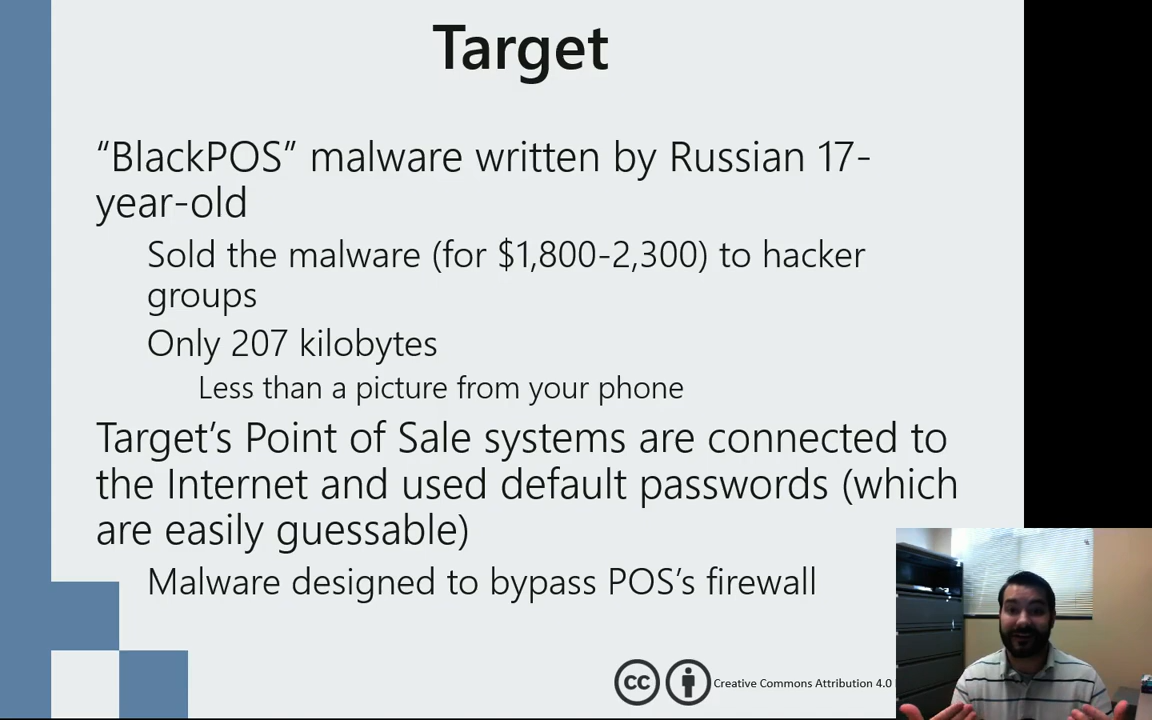 Target
“BlackPOS” malware written by Russian 17-
year-old
Sold the malware (for $1,800-2,300) to hacker
groups
Only 207 kilobytes
Less than a picture from your phone
Target’s Point of Sale systems are connected to
the Internet and used default passwords (which
are easily guessable)
Malware designed to bypass POS’s firewall
cc
Creative Commons Attribution 4.0